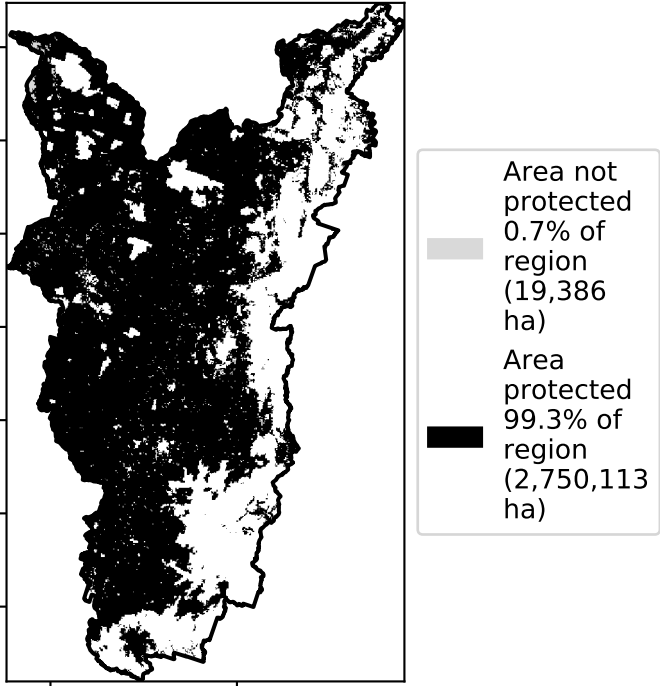 Area not
protected
0.7% of
region
(19,386
ha)
Area
protected
99.3% of
region
(2,750,113
ha)